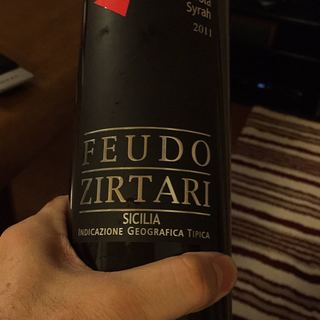 Syrah
2011
FEUDO
ZIRTARI
SICILIA
INDICAZIONE GEOGRAFICA TIPICA